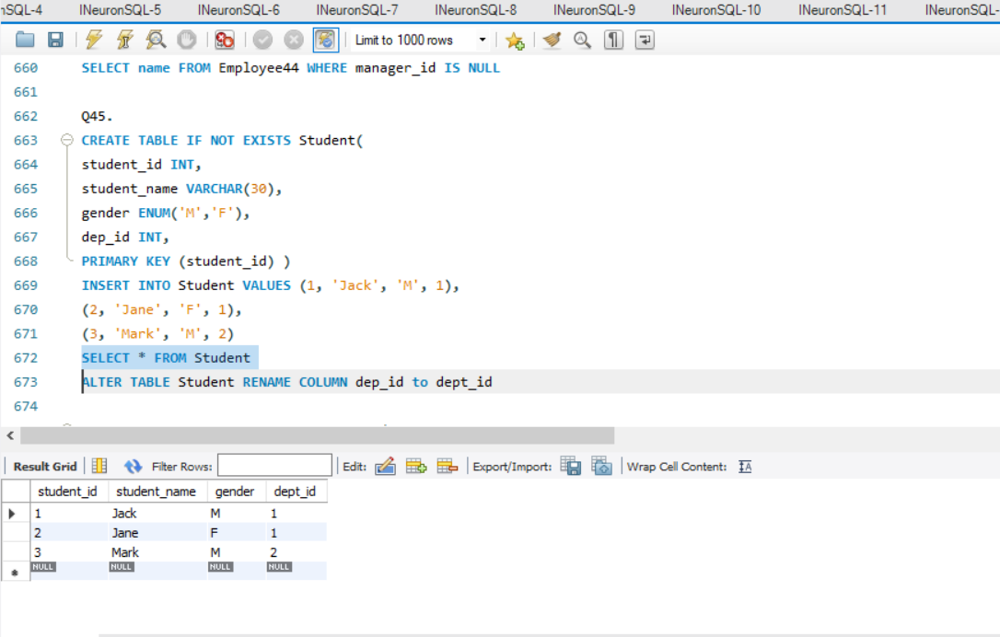 nSQL-4 INeuronSQL-5 INeuronSQL-6 INeuronSQL-7 INeuronSQL-8 INeuronSQL-9 INeuronSQL-10 INeuronSQL-11 INeuronSQL-
Limit to 1000 rows
660 SELECT name FROM Employee44 WHERE manager_id IS NULL
661
662 Q45.
663 CREATE TABLE IF NOT EXISTS Student(
664 student_id INT,
665 student_name VARCHAR(30),
666 gender ENUM('M','F'),
667 dep_id INT,
668 PRIMARY KEY (student_id) )
669 INSERT INTO Student VALUES (1, 'Jack', 'M', 1),
670 (2, 'Jane', 'F', 1),
671 (3, 'Mark', 'M', 2)
672 SELECT * FROM Student
673 ALTER TABLE Student RENAME COLUMN dep_id to dept_id
674
Result Grid Filter Rows: Edit: Export/Import: Wrap Cell Content: IA
student_id student_name gender dept_id
1 Jack M 1
2 Jane F 1
3 Mark M 2
NULL NULL NULL NULL